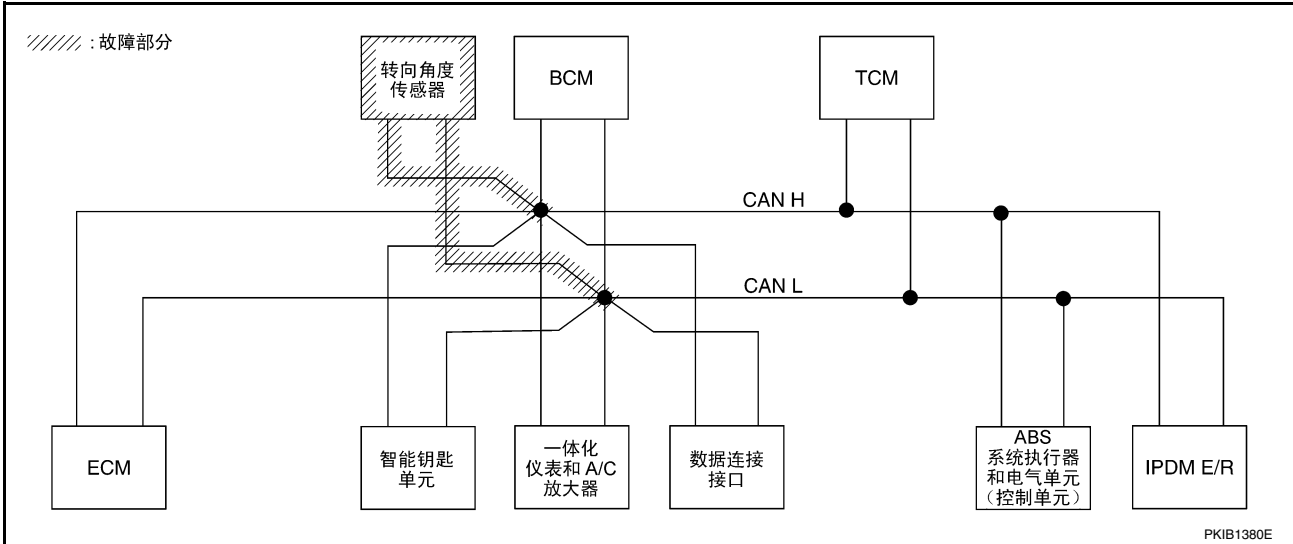 : 故障部分
转向角度
传感器
BCM
TCM
CAN H
CAN L
ECM
智能钥匙
单元
一体化
仪表和 A/C
放大器
数据连接
接口
ABS
系统执行器
和电气单元
（控制单元）
IPDM E/R
PKIB1380E